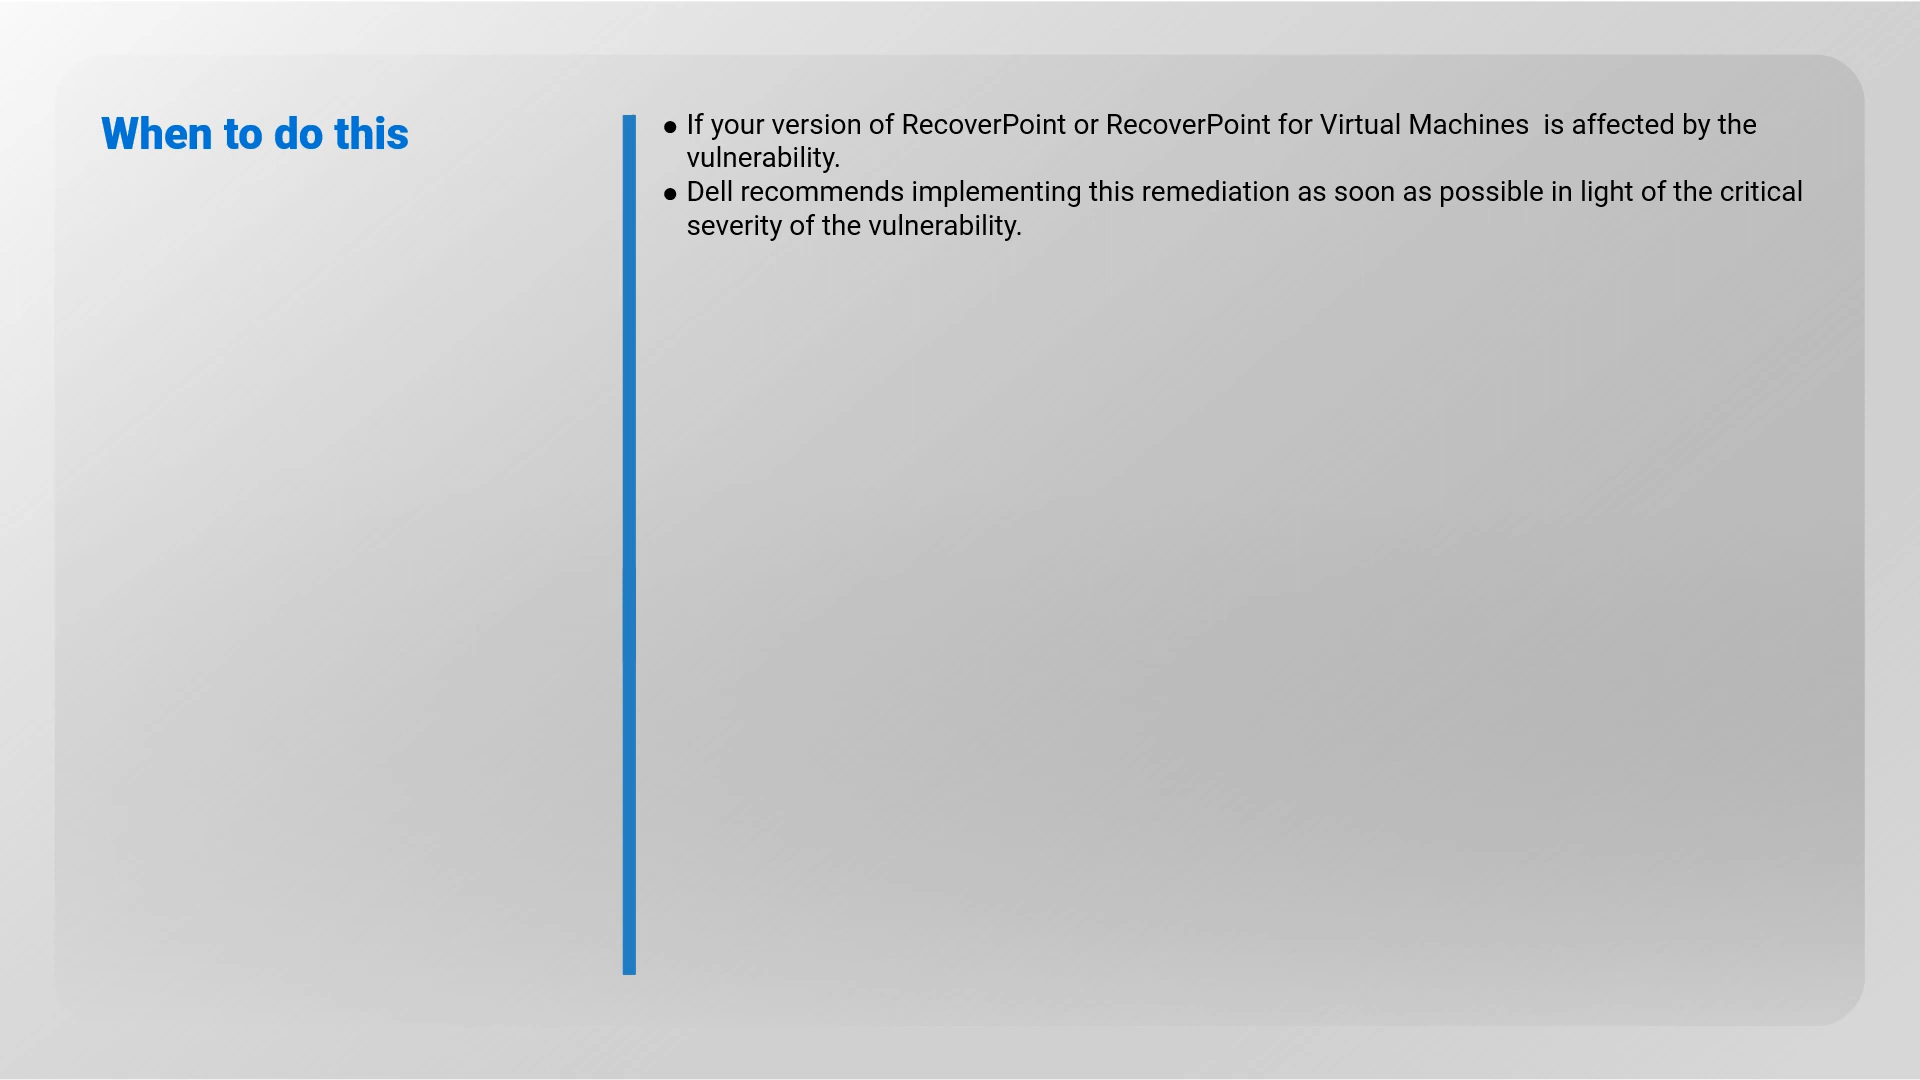 When to do this
● If your version of RecoverPoint or RecoverPoint for Virtual Machines  is affected by the
vulnerability.
● Dell recommends implementing this remediation as soon as possible in light of the critical
severity of the vulnerability.